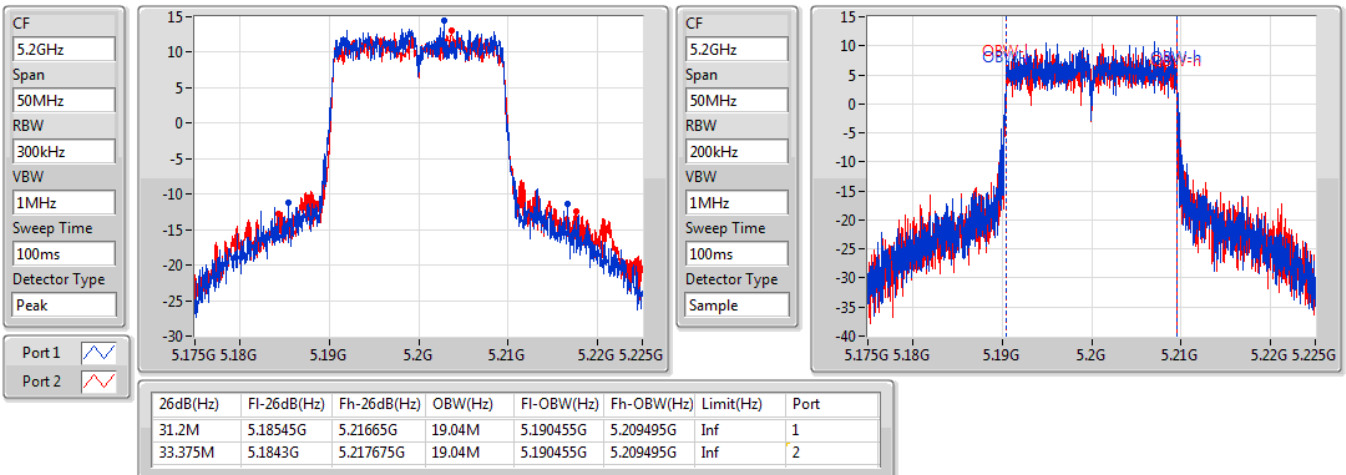 CF
5.2GHz
Span
50MHz
RBW
300kHz
VBW
1MHz
Sweep Time
100ms
Detector Type
Peak
Port 1
Port 2
15
10
5
0
-5
-10
-15
-20
-25
-30
5.175G 5.18G 5.19G 5.2G 5.21G 5.22G 5.225G
CF
5.2GHz
Span
50MHz
RBW
200kHz
VBW
1MHz
Sweep Time
100ms
Detector Type
Sample
15
10
5
0
-5
-10
-15
-20
-25
-30
-35
-40
OBW-l
OBW-h
5.175G 5.18G 5.19G 5.2G 5.21G 5.22G 5.225G
26dB(Hz) Fl-26dB(Hz) Fh-26dB(Hz) OBW(Hz) Fl-OBW(Hz) Fh-OBW(Hz) Limit(Hz) Port
31.2M 5.18545G 5.21665G 19.04M 5.190455G 5.209495G Inf 1
33.375M 5.1843G 5.217675G 19.04M 5.190455G 5.209495G Inf 2